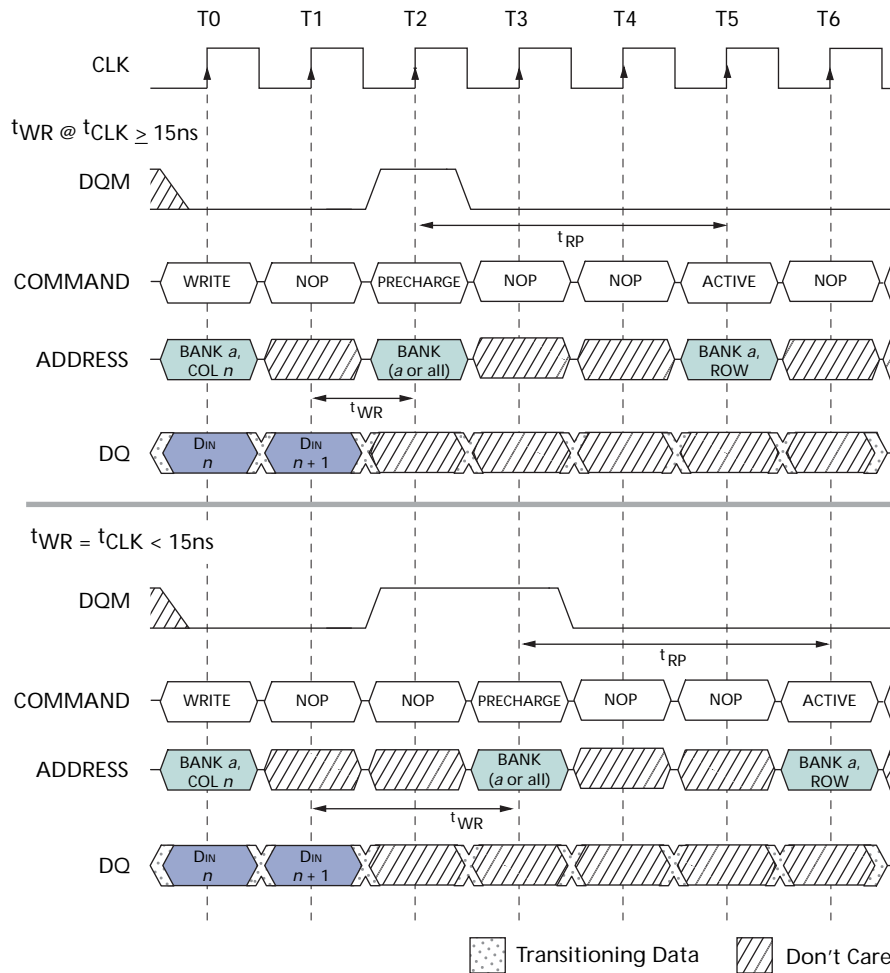 T0 T1 T2 T3 T4 T5 T6
CLK
tWR @ tCLK ≥ 15ns
DQM
tRP
COMMAND WRITE NOP PRECHARGE NOP NOP ACTIVE NOP
ADDRESS BANK a, COL n BANK (a or all) BANK a, ROW
tWR
DQ DIN n DIN n + 1
tWR = tCLK < 15ns
DQM
tRP
COMMAND WRITE NOP NOP PRECHARGE NOP NOP ACTIVE
ADDRESS BANK a, COL n BANK (a or all) BANK a, ROW
tWR
DQ DIN n DIN n + 1
Transitioning Data Don't Care